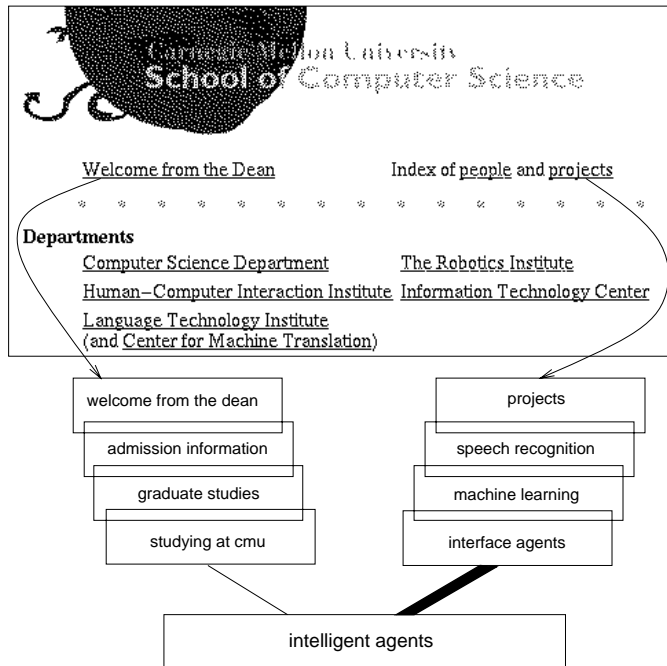 Carnegie Mellon University
School of Computer Science
Welcome from the Dean Index of people and projects
Departments
Computer Science Department The Robotics Institute
Human-Computer Interaction Institute Information Technology Center
Language Technology Institute
(and Center for Machine Translation)
welcome from the dean projects
admission information speech recognition
graduate studies machine learning
studying at cmu interface agents
intelligent agents